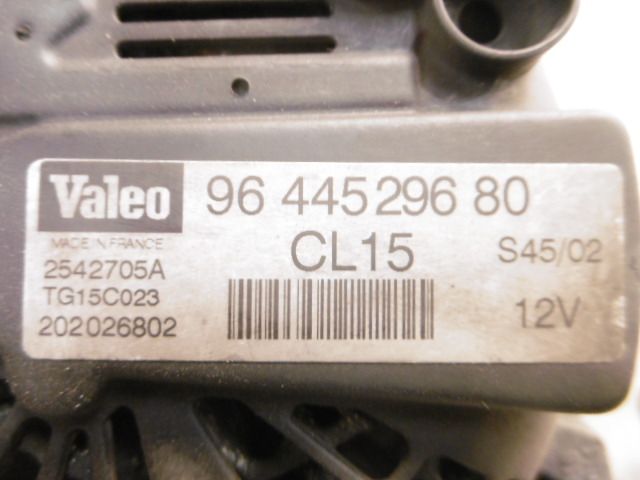 Valeo 96 445 296 80
MADE IN FRANCE
CL15 S45/02
2542705A
TG15C023
12V
202026802